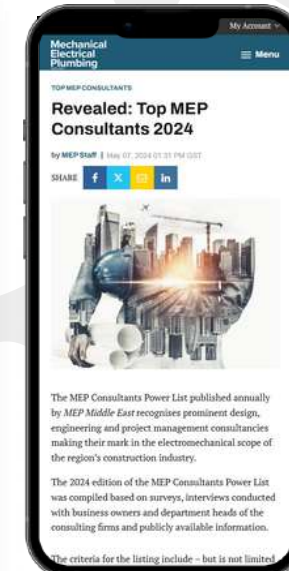 My Account
Mechanical
Electrical
Plumbing
Menu
TOP MEP CONSULTANTS
Revealed: Top MEP
Consultants 2024
by MEP Staff | May 07, 2024 01:31 PM GST
SHARE
The MEP Consultants Power List published annually
by MEP Middle East recognises prominent design,
engineering and project management consultancies
making their mark in the electromechanical scope of
the region's construction industry.
The 2024 edition of the MEP Consultants Power List
was compiled based on surveys, interviews conducted
with business owners and department heads of the
consulting firms and publicly available information.
The criteria for the listing include – but is not limited